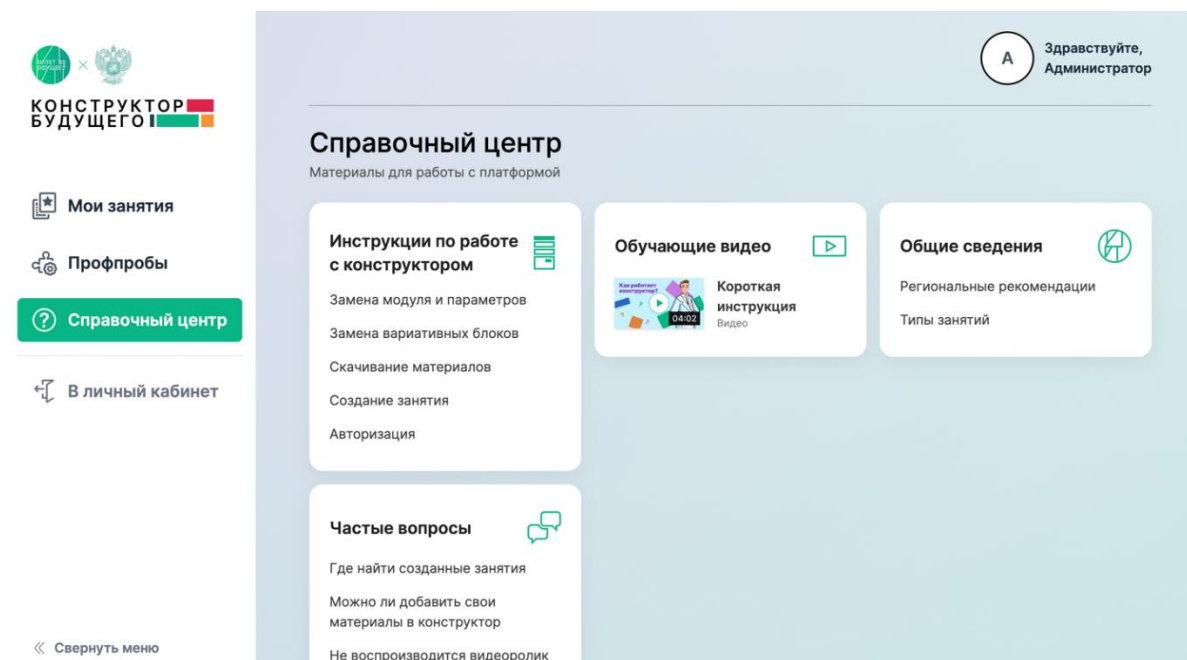 БИЛЕТ В
БУДУЩЕЕ
КОНСТРУКТОР
БУДУЩЕГО
Мои занятия
Профпробы
Справочный центр
В личный кабинет
Свернуть меню
А
Здравствуйте,
Администратор
Справочный центр
Материалы для работы с платформой
Инструкции по работе
с конструктором
Замена модуля и параметров
Замена вариативных блоков
Скачивание материалов
Создание занятия
Авторизация
Обучающие видео
Как работает
конструктор?
04:02
Короткая
инструкция
Видео
Общие сведения
Региональные рекомендации
Типы занятий
Частые вопросы
Где найти созданные занятия
Можно ли добавить свои
материалы в конструктор
Не воспроизводится видеоролик